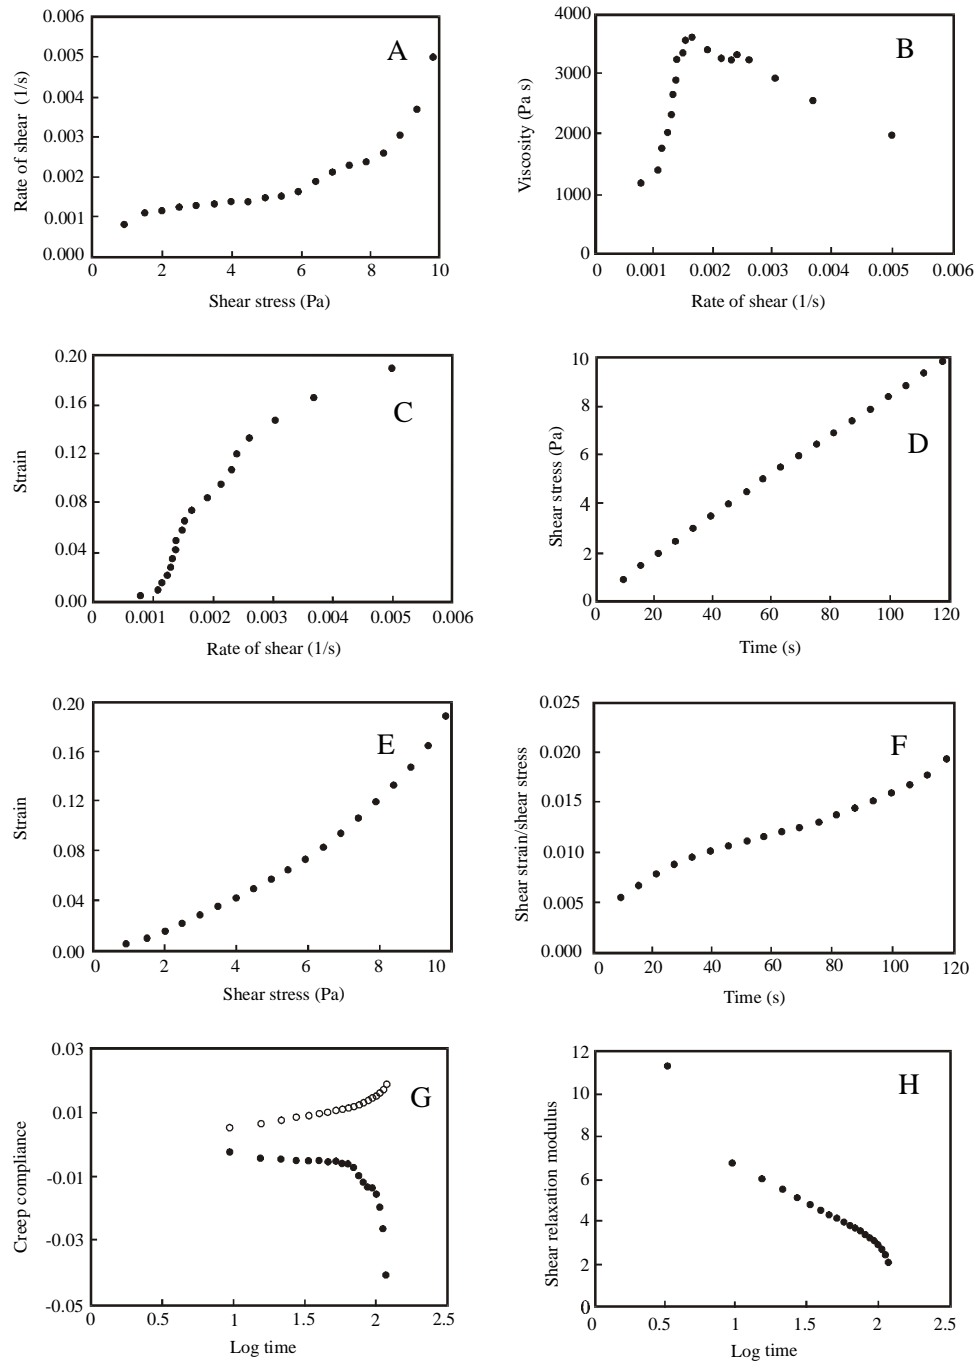 0.006
0.005
0.004
0.003
0.002
0.001
0.000
0 2 4 6 8 10
Rate of shear (1/s)
Shear stress (Pa)
A
4000
3000
2000
1000
0
0 0.001 0.002 0.003 0.004 0.005 0.006
Viscosity (Pa s)
Rate of shear (1/s)
B
0.20
0.16
0.12
0.08
0.04
0.00
0 0.001 0.002 0.003 0.004 0.005 0.006
Strain
Rate of shear (1/s)
C
10
8
6
4
2
0
0 20 40 60 80 100 120
Shear stress (Pa)
Time (s)
D
0.20
0.16
0.12
0.08
0.04
0.00
0 2 4 6 8 10
Strain
Shear stress (Pa)
E
0.025
0.020
0.015
0.010
0.005
0.000
0 20 40 60 80 100 120
Shear strain/shear stress
Time (s)
F
0.03
0.01
-0.01
-0.03
-0.05
0 0.5 1 1.5 2 2.5
Creep compliance
Log time
G
12
10
8
6
4
2
0
0 0.5 1 1.5 2 2.5
Shear relaxation modulus
Log time
H